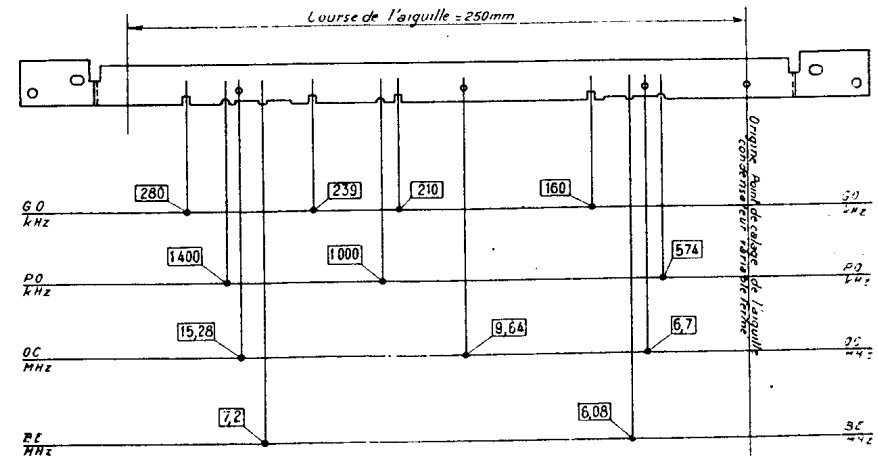 Course de l'aiguille = 250mm
280
239
210
160
GO
kHz
GO
kHz
1400
1000
574
PO
kHz
PO
kHz
15,28
9,64
6,7
OC
MHz
OC
MHz
7,2
6,08
BE
MHz
BE
MHz
Origine Point de calage de l'aiguille
condensateur variable fermé